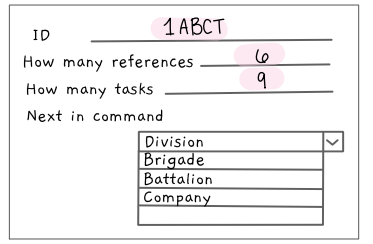 ID 1ABCT
How many references 6
How many tasks 9
Next in command
Division
Brigade
Battalion
Company